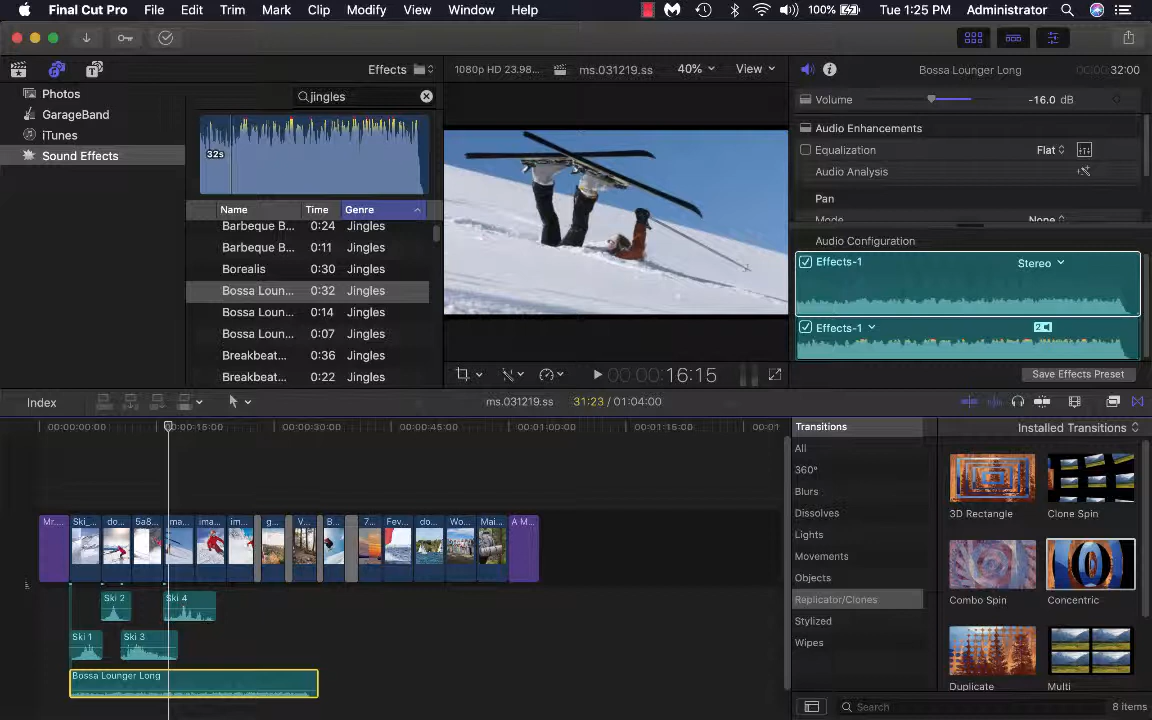 Final Cut Pro File Edit Trim Mark Clip Modify View Window Help 100% Tue 1:25 PM Administrator
Effects
Photos
GarageBand
iTunes
Sound Effects
jingles
32s
Name Time Genre
Barbeque B... 0:24 Jingles
Barbeque B... 0:11 Jingles
Borealis 0:30 Jingles
Bossa Loun... 0:32 Jingles
Bossa Loun... 0:14 Jingles
Bossa Loun... 0:07 Jingles
Breakbeat... 0:36 Jingles
Breakbeat... 0:22 Jingles
1080p HD 23.98... ms.031219.ss 40% View
00:00:16:15
Bossa Lounger Long 00:00:32:00
Volume -16.0 dB
Audio Enhancements
Equalization Flat
Audio Analysis
Pan
Mode None
Audio Configuration
Effects-1 Stereo
Effects-1 2
Save Effects Preset
Index ms.031219.ss 31:23 / 01:04:00
00:00:00:00 00:00:15:00 00:00:30:00 00:00:45:00 00:01:00:00 00:01:15:00 00:01
Mr.... Ski_... do... 5a8... ima... ima... im... g... V... B... 7... Fev... do... Wo... Mai... A M...
Ski 2 Ski 4
Ski 1 Ski 3
Bossa Lounger Long
Transitions
All
360°
Blurs
Dissolves
Lights
Movements
Objects
Replicator/Clones
Stylized
Wipes
Installed Transitions
3D Rectangle Clone Spin
Combo Spin Concentric
Duplicate Multi
Search 8 items